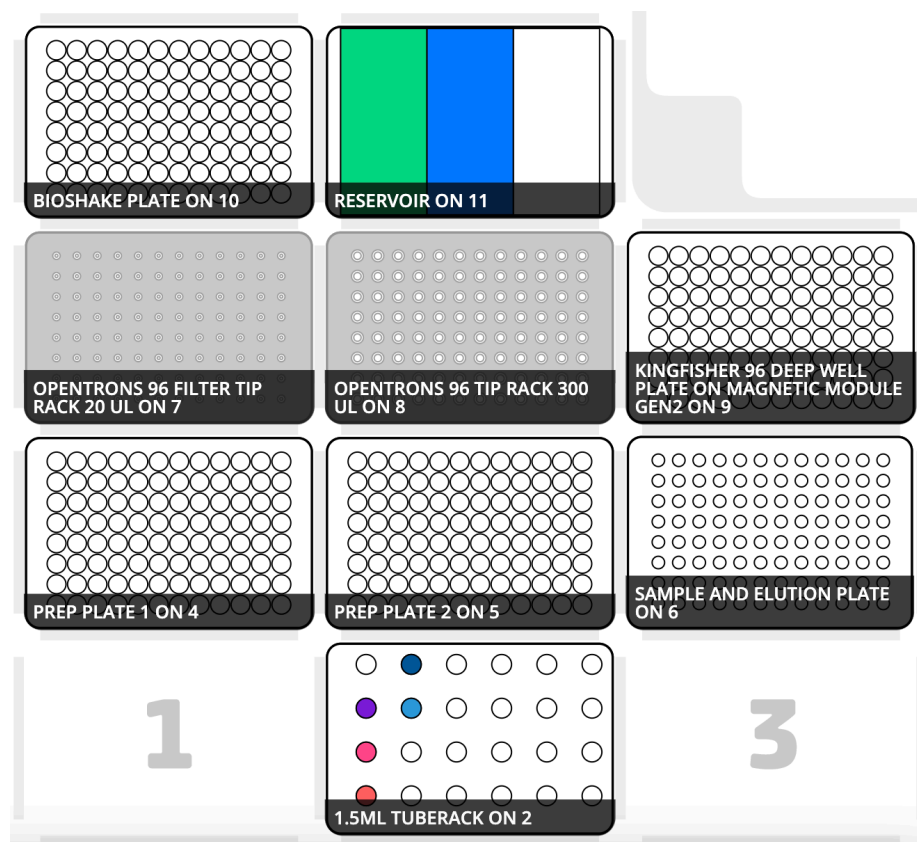 BIOSHAKE PLATE ON 10
RESERVOIR ON 11
OPENTRONS 96 FILTER TIP
RACK 20 UL ON 7
OPENTRONS 96 TIP RACK 300
UL ON 8
KINGFISHER 96 DEEP WELL
PLATE ON MAGNETIC MODULE
GEN2 ON 9
PREP PLATE 1 ON 4
PREP PLATE 2 ON 5
SAMPLE AND ELUTION PLATE
ON 6
1
1.5ML TUBERACK ON 2
3